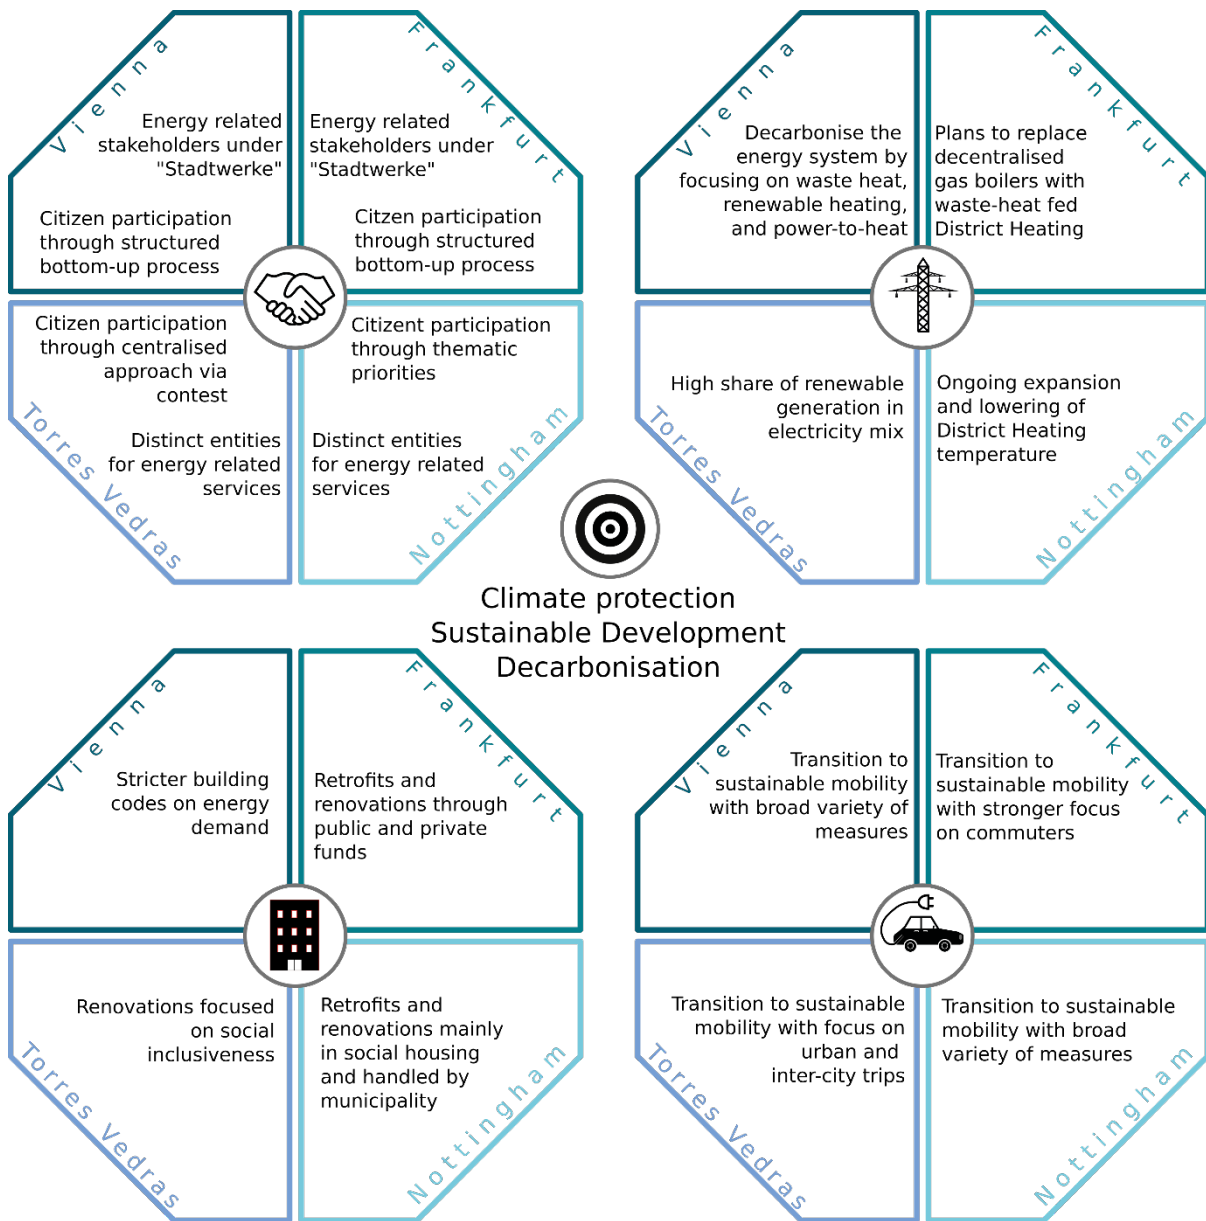 Vienna
Energy related
stakeholders under
"Stadtwerke"
Citizen participation
through structured
bottom-up process
Frankfurt
Energy related
stakeholders under
"Stadtwerke"
Citzen participation
through structured
bottom-up process
Citizen participation
through centralised
approach via
contest
Distinct entities
for energy related
services
Torres Vedras
Citizent participation
through thematic
priorities
Distinct entities
for energy related
services
Nottingham
Vienna
Decarbonise the
energy system by
focusing on waste heat,
renewable heating,
and power-to-heat
Frankfurt
Plans to replace
decentralised
gas boilers with
waste-heat fed
District Heating
High share of renewable
generation in
electricity mix
Torres Vedras
Ongoing expansion
and lowering of
District Heating
temperature
Nottingham
Climate protection
Sustainable Development
Decarbonisation
Vienna
Stricter building
codes on energy
demand
Frankfurt
Retrofits and
renovations through
public and private
funds
Renovations focused
on social
inclusiveness
Torres Vedras
Retrofits and
renovations mainly
in social housing
and handled by
municipality
Nottingham
Vienna
Transition to
sustainable mobility
with broad variety of
measures
Frankfurt
Transition to
sustainable mobility
with stronger focus
on commuters
Transition to sustainable
mobility with focus on
urban and
inter-city trips
Torres Vedras
Transition to sustainable
mobility with broad
variety of measures
Nottingham